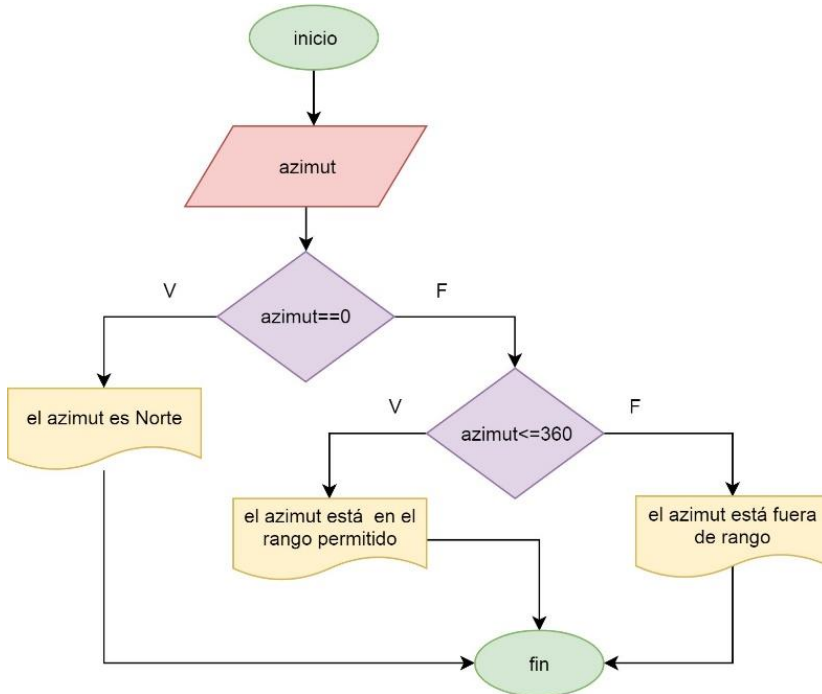 inicio
azimut
V
F
azimut==0
el azimut es Norte
V
F
azimut<=360
el azimut está en el
rango permitido
el azimut está fuera
de rango
fin